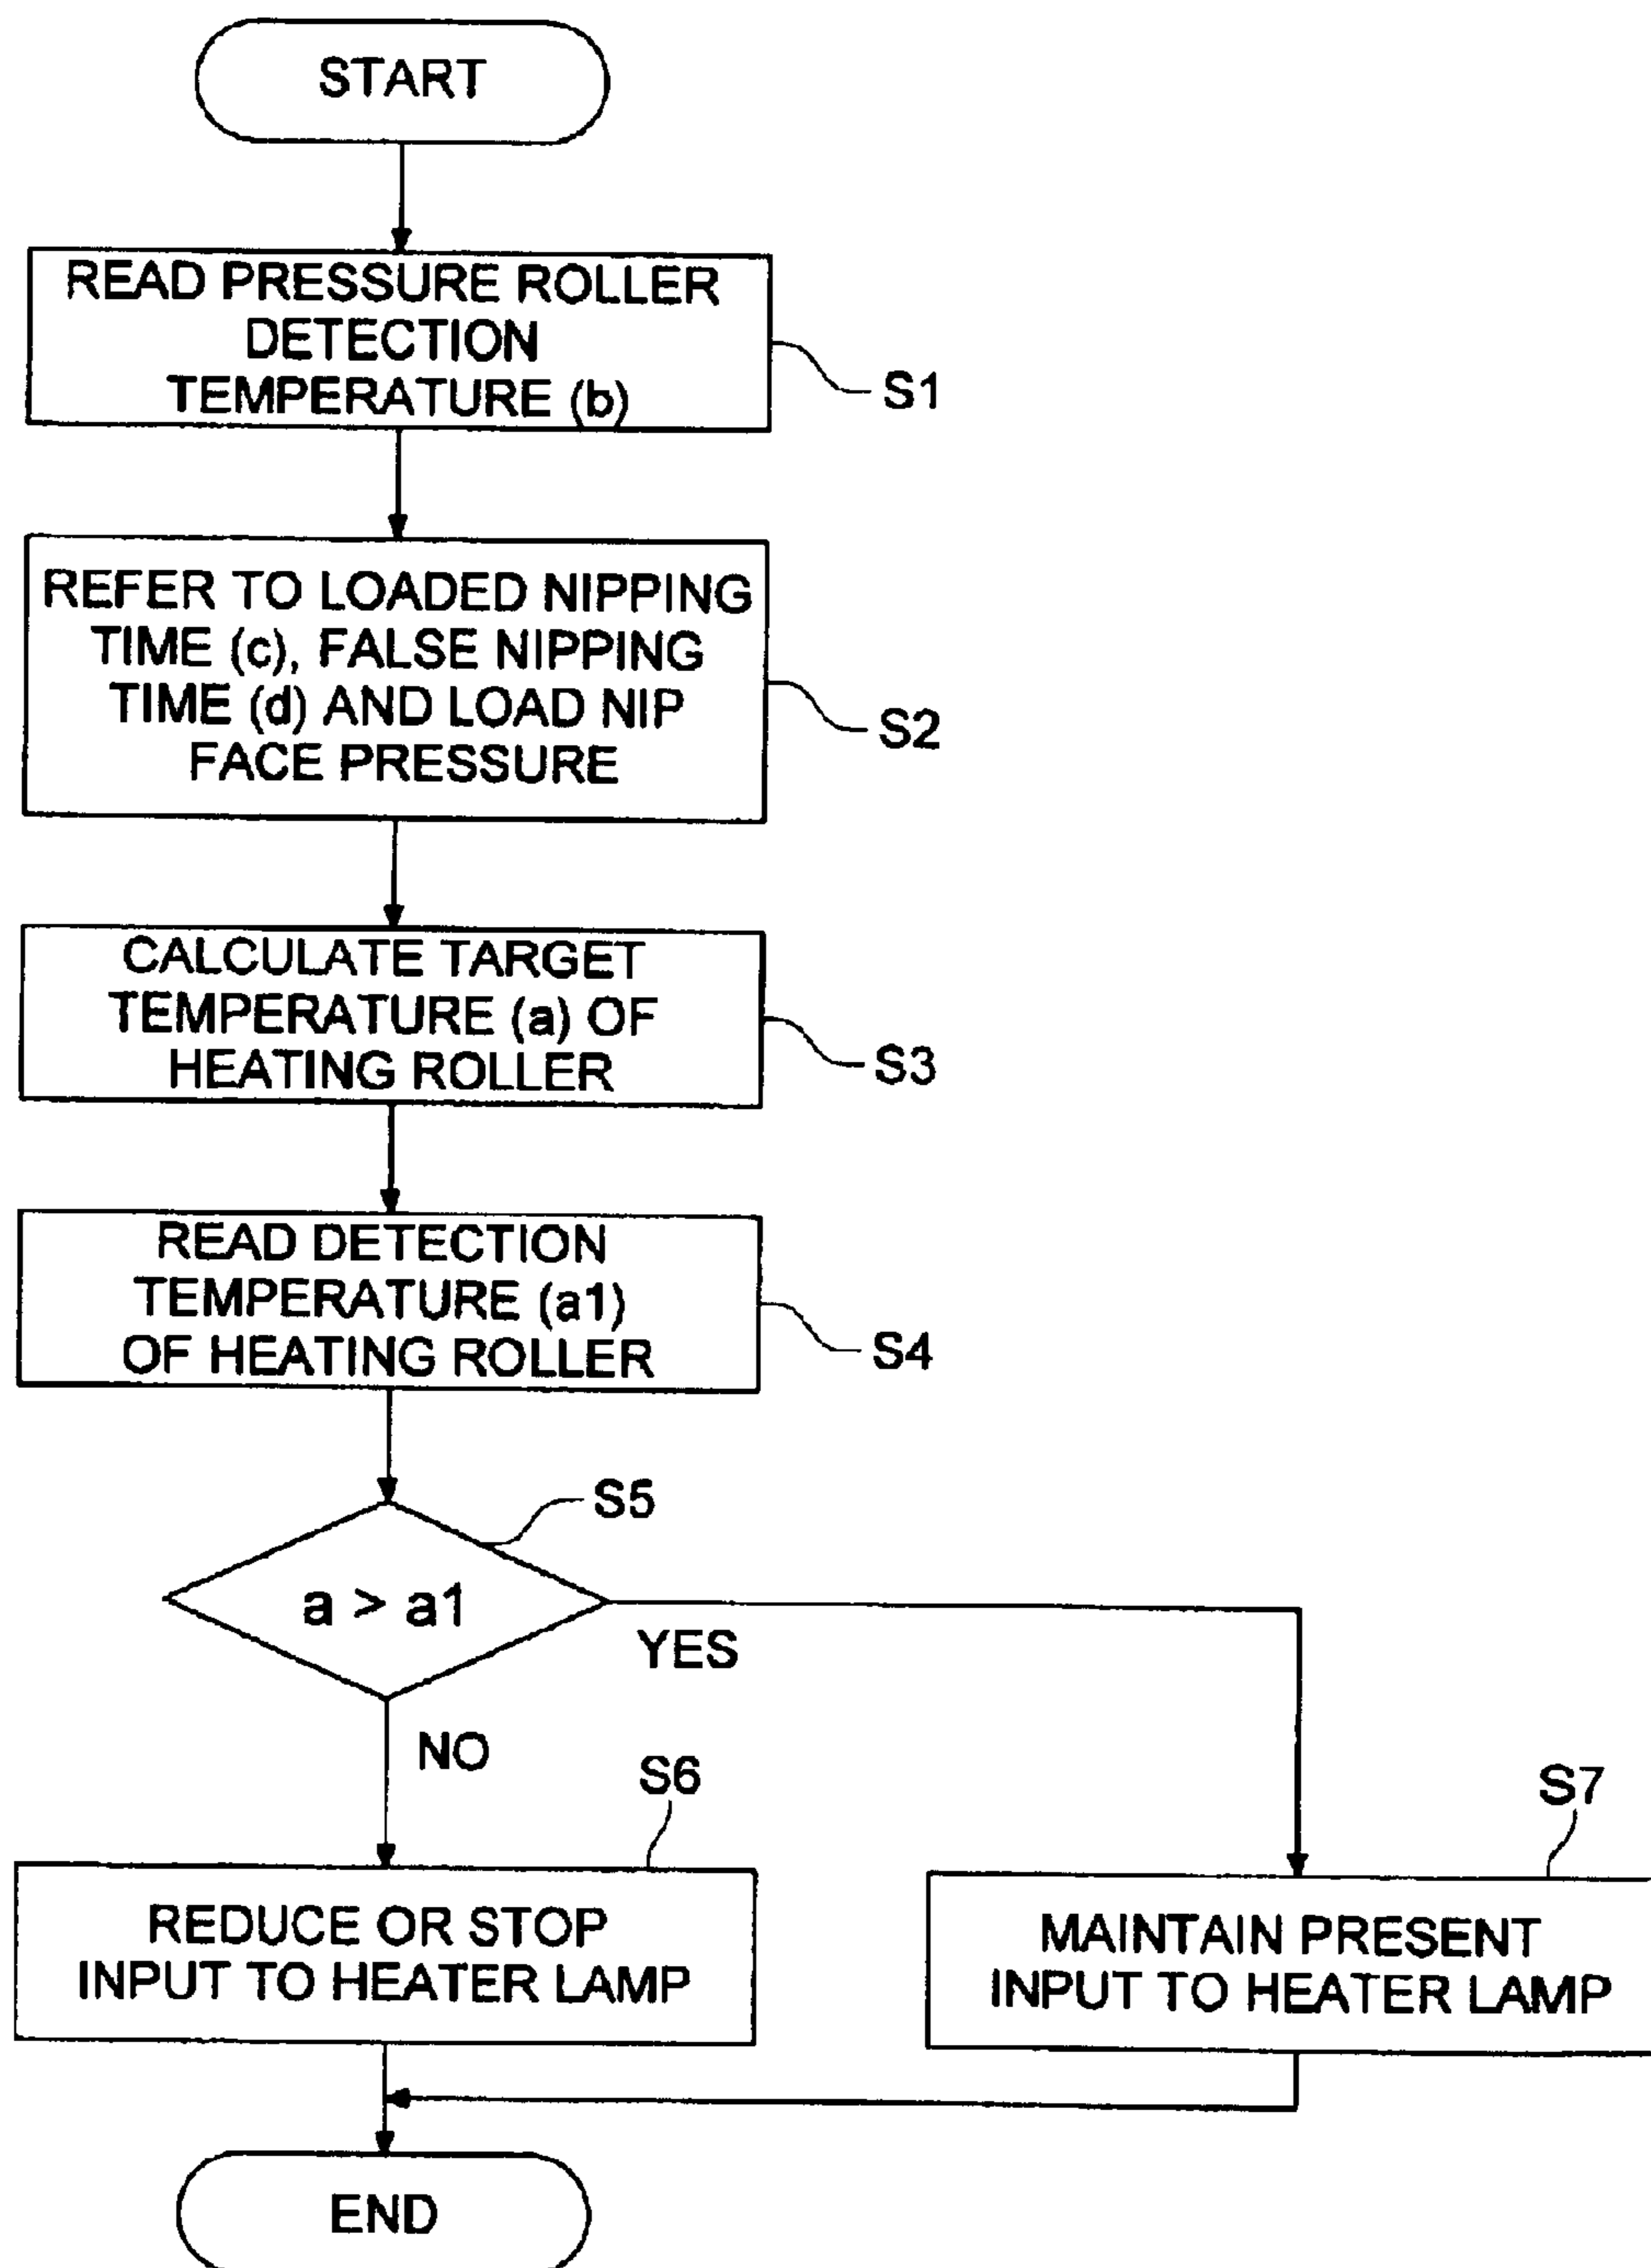 START
READ PRESSURE ROLLER
DETECTION
TEMPERATURE (b)
S1
REFER TO LOADED NIPPING
TIME (c), FALSE NIPPING
TIME (d) AND LOAD NIP
FACE PRESSURE
S2
CALCULATE TARGET
TEMPERATURE (a) OF
HEATING ROLLER
S3
READ DETECTION
TEMPERATURE (a1)
OF HEATING ROLLER
S4
S5
a > a1
YES
NO
S6
REDUCE OR STOP
INPUT TO HEATER LAMP
S7
MAINTAIN PRESENT
INPUT TO HEATER LAMP
END